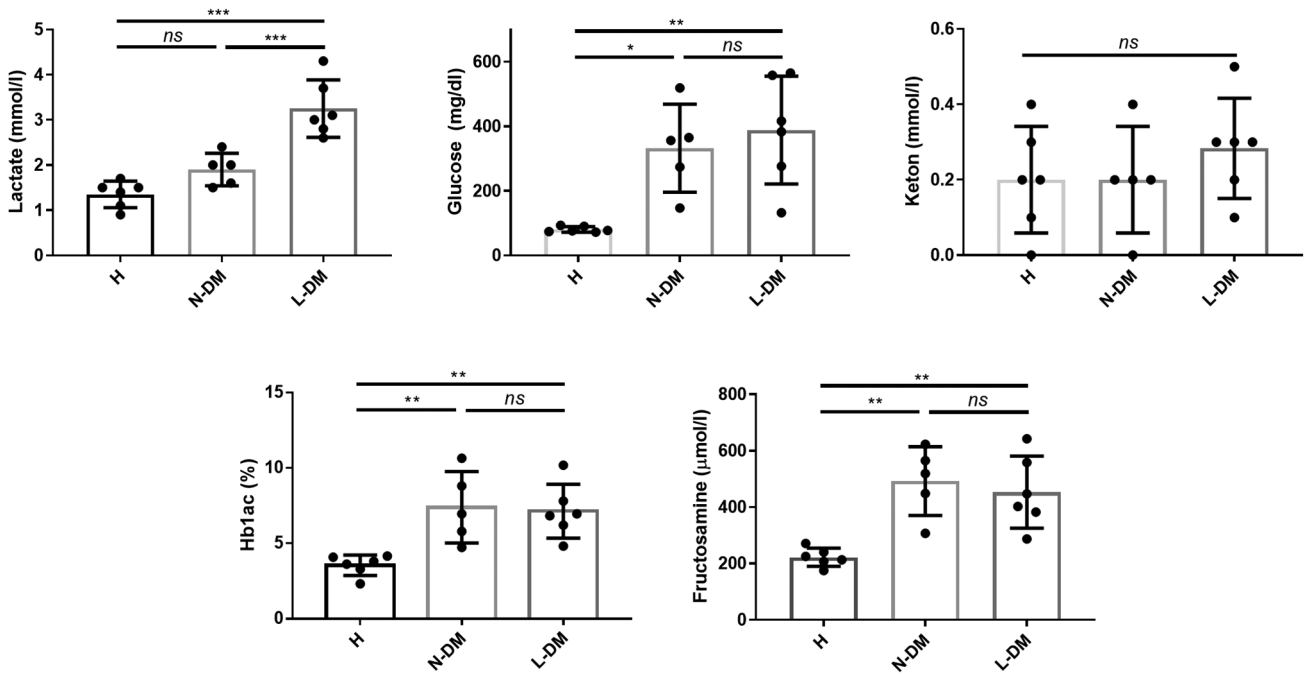 ***
ns
***
Lactate (mmol/l)
5
4
3
2
1
0
H
N-DM
L-DM
**
*
ns
Glucose (mg/dl)
600
400
200
0
H
N-DM
L-DM
ns
Keton (mmol/l)
0.6
0.4
0.2
0.0
H
N-DM
L-DM
**
**
ns
Hb1ac (%)
15
10
5
0
H
N-DM
L-DM
**
**
ns
Fructosamine (μmol/l)
800
600
400
200
0
H
N-DM
L-DM